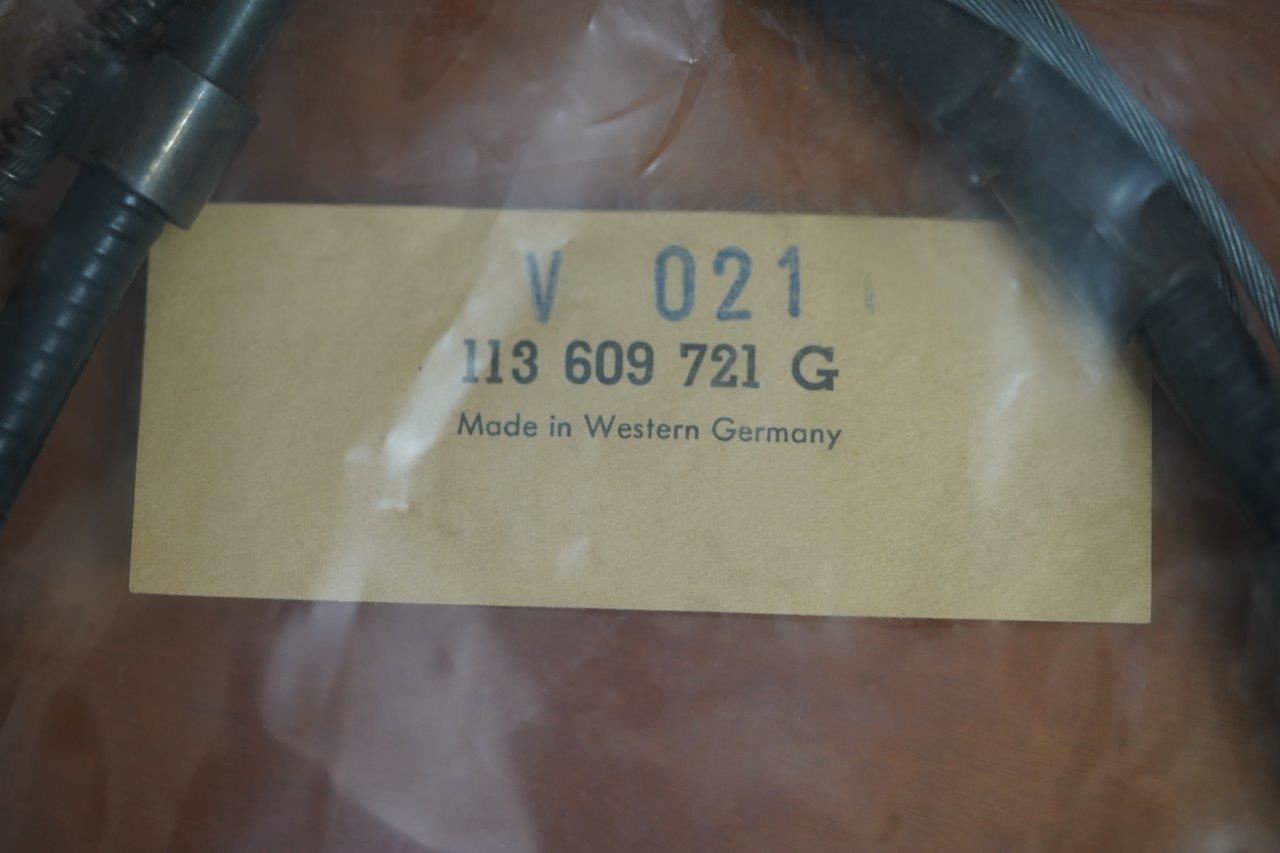 V 021
113 609 721 G
Made in Western Germany